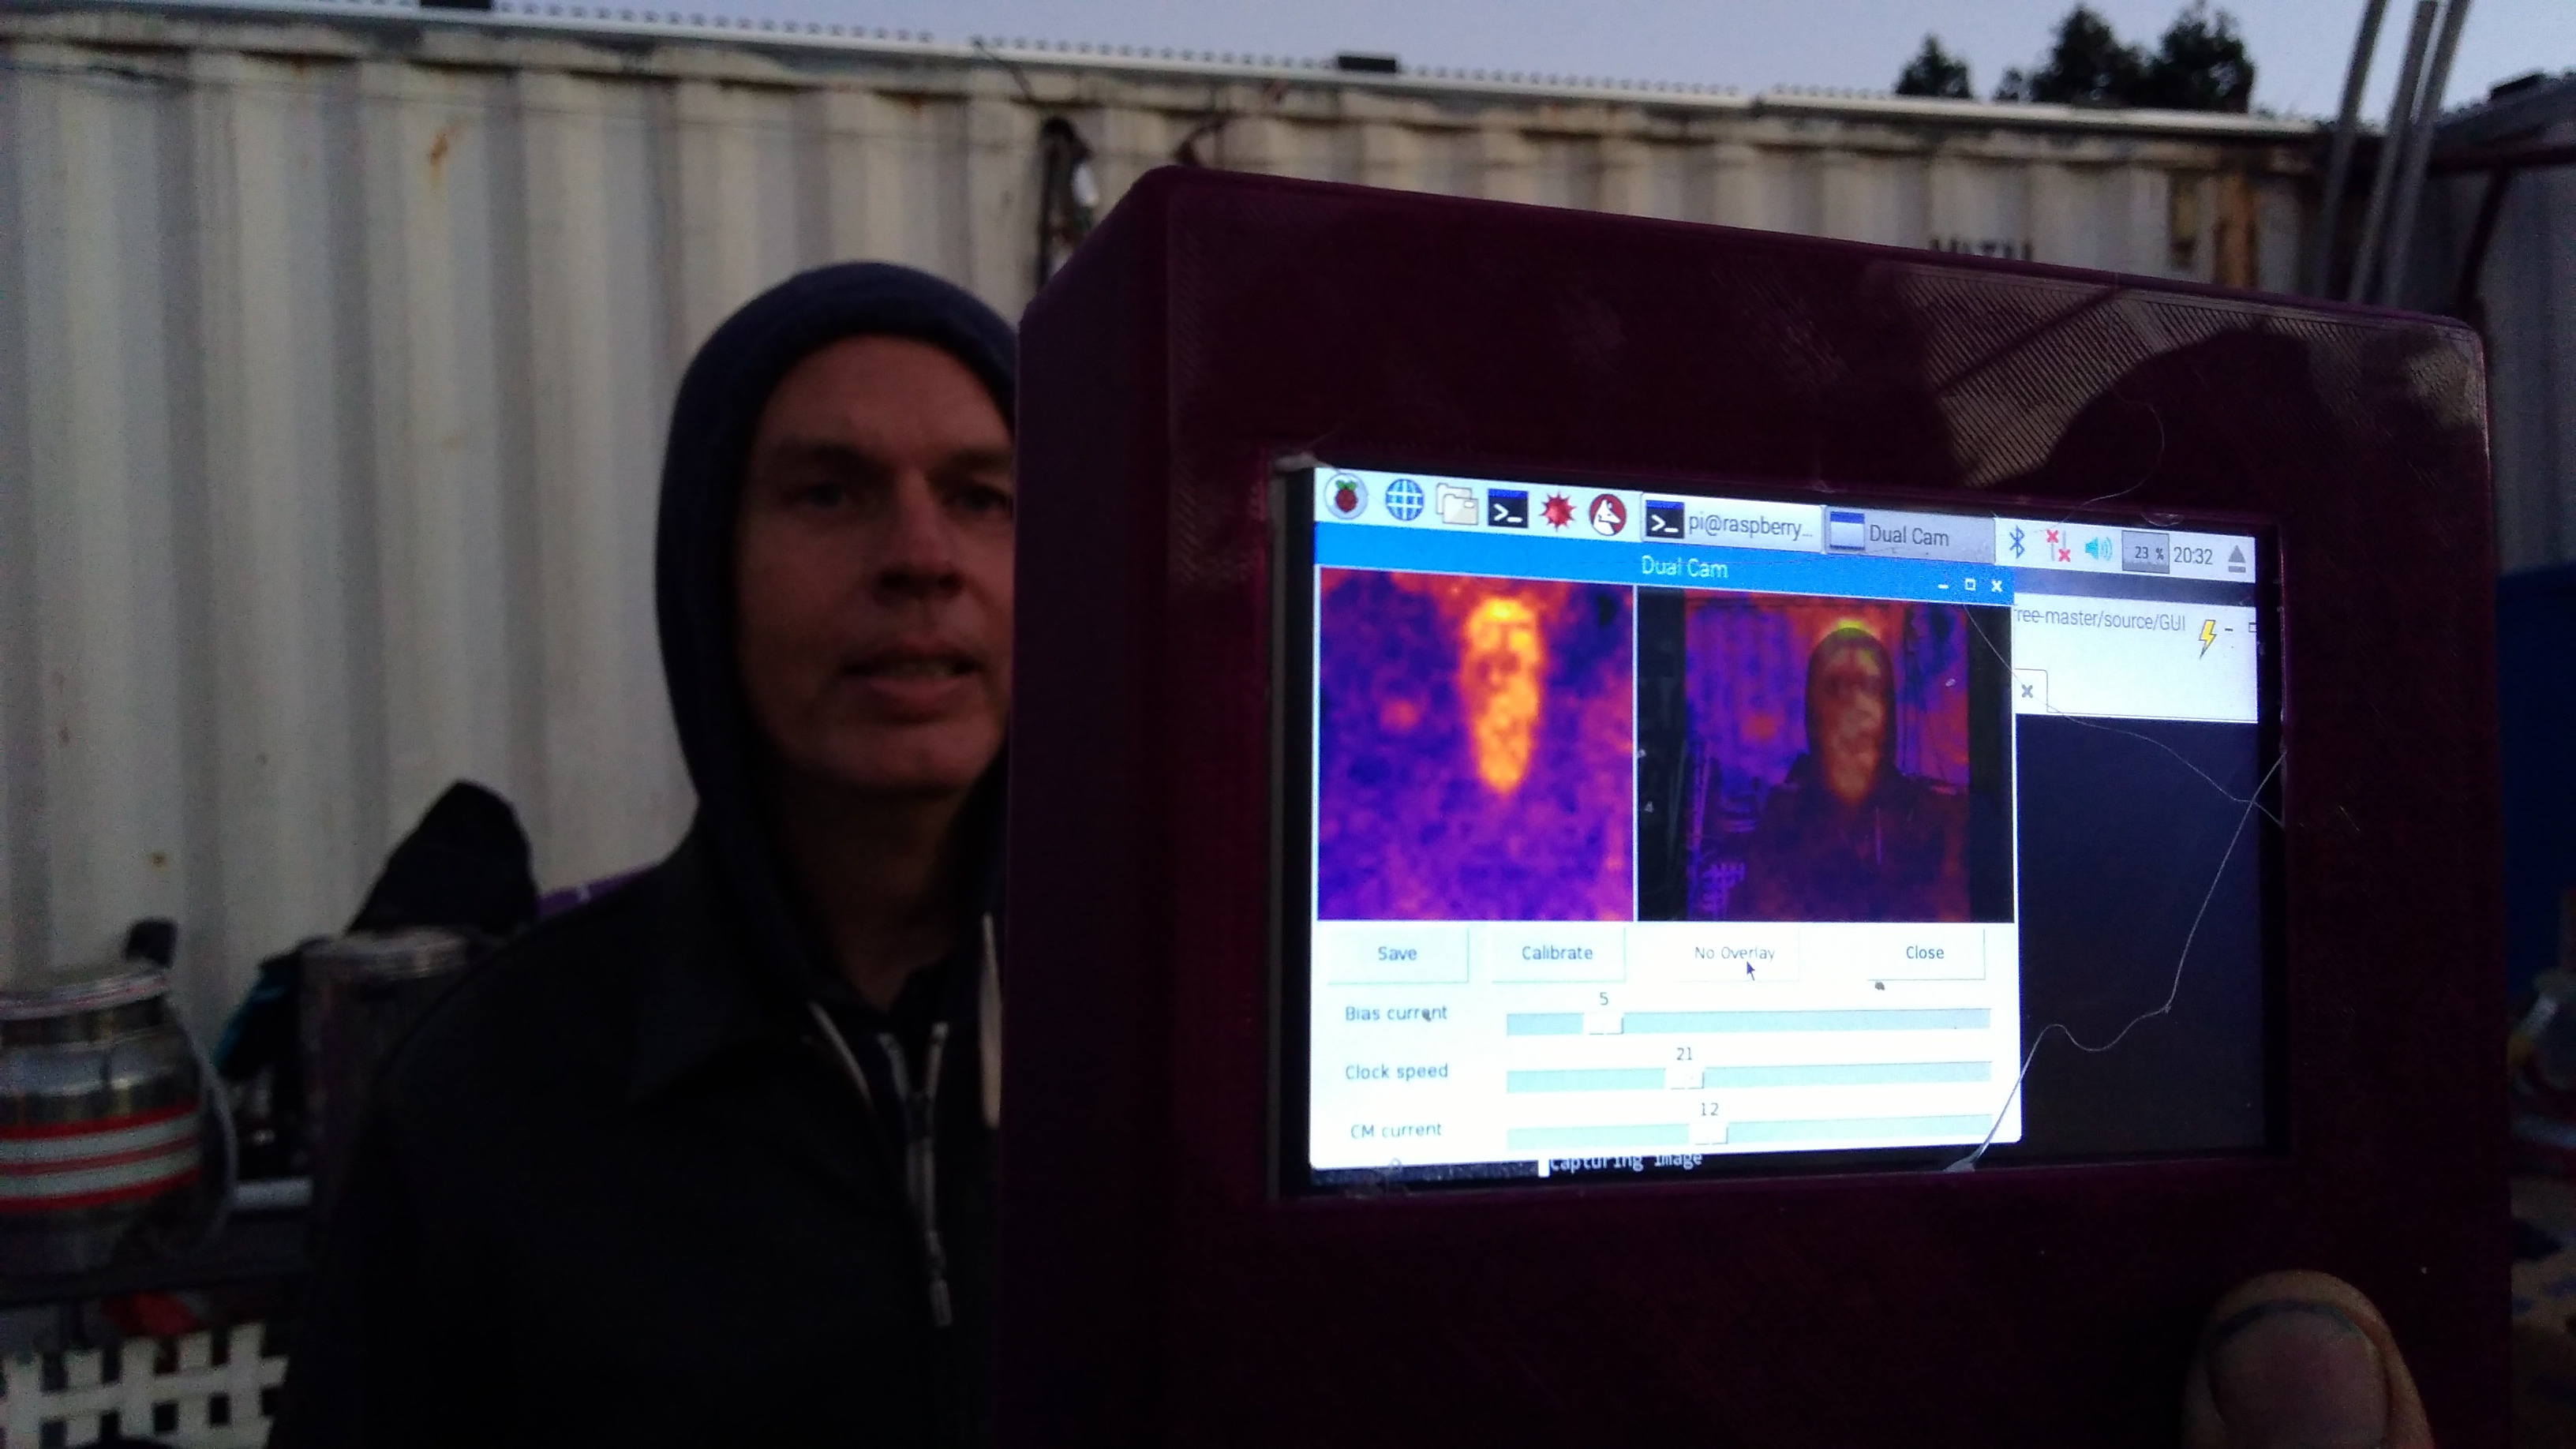 pi@raspberry... Dual Cam 23 % 20:32
Dual Cam
ree-master/source/GUI
Save Calibrate No Overlay Close
5
Bias current
21
Clock speed
12
CM current
Capturing image